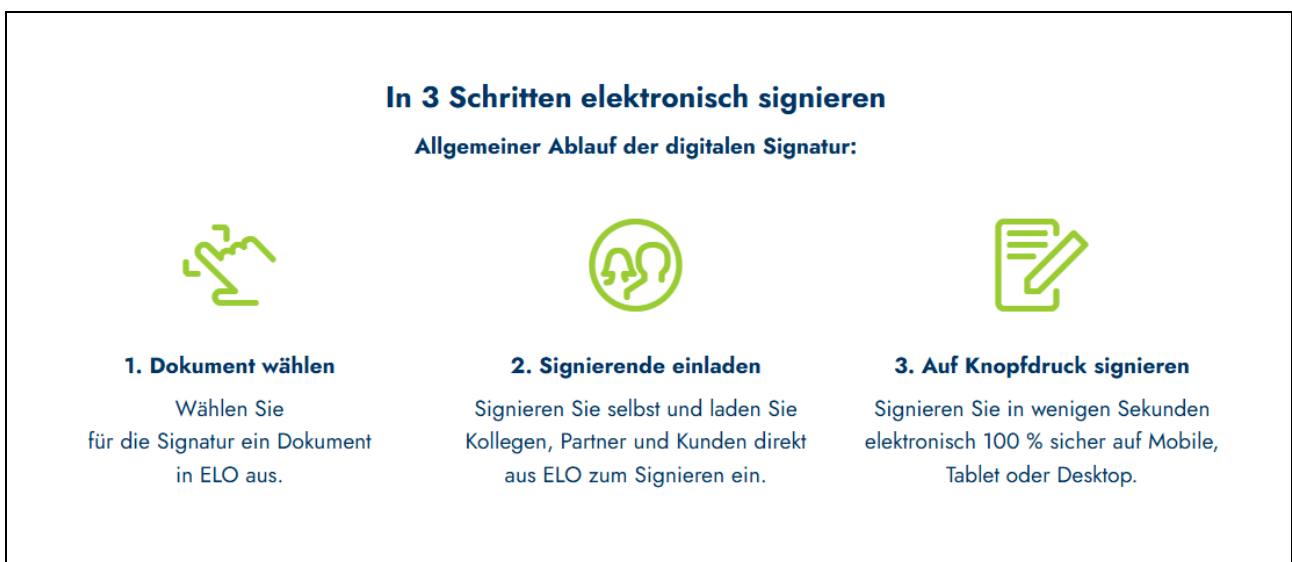 In 3 Schritten elektronisch signieren
Allgemeiner Ablauf der digitalen Signatur:
1. Dokument wählen
Wählen Sie
für die Signatur ein Dokument
in ELO aus.
2. Signierende einladen
Signieren Sie selbst und laden Sie
Kollegen, Partner und Kunden direkt
aus ELO zum Signieren ein.
3. Auf Knopfdruck signieren
Signieren Sie in wenigen Sekunden
elektronisch 100 % sicher auf Mobile,
Tablet oder Desktop.